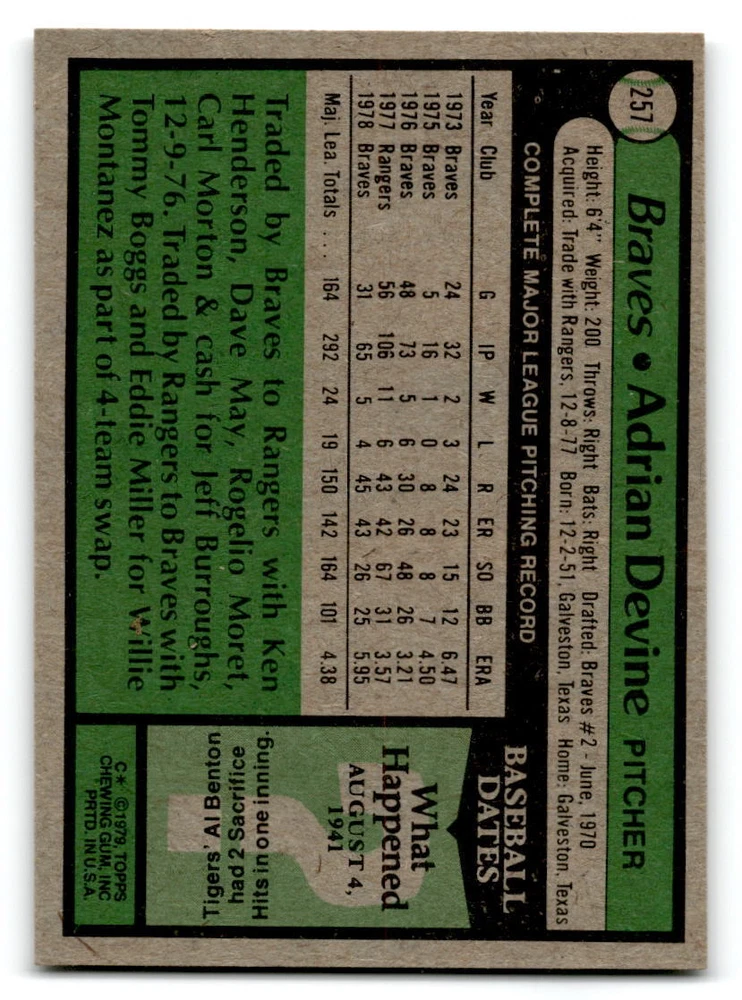 257
Braves • Adrian Devine PITCHER
Height: 6'4" Weight: 200 Throws: Right Bats: Right Drafted: Braves #2 - June, 1970
Acquired: Trade with Rangers, 12-8-77 Born: 12-2-51, Galveston, Texas Home: Galveston, Texas
COMPLETE MAJOR LEAGUE PITCHING RECORD
Year Club G IP W L R ER SO BB ERA
1973 Braves 24 32 2 3 24 23 15 12 6.47
1975 Braves 5 16 1 0 8 8 8 7 4.50
1976 Braves 48 73 5 6 30 26 48 26 3.21
1977 Rangers 56 106 11 6 43 42 67 31 3.57
1978 Braves 31 65 5 4 45 43 26 25 5.95
Maj. Lea. Totals ... 164 292 24 19 150 142 164 101 4.38
Traded by Braves to Rangers with Ken
Henderson, Dave May, Rogelio Moret,
Carl Morton & cash for Jeff Burroughs,
12-9-76. Traded by Rangers to Braves with
Tommy Boggs and Eddie Miller for Willie
Montanez as part of 4-team swap.
BASEBALL
DATES
What
Happened
AUGUST 4,
1941
?
Tigers' Al Benton
had 2 Sacrifice
Hits in one inning.
C* ©1979, TOPPS
CHEWING GUM, INC
PRTD. IN U.S.A.